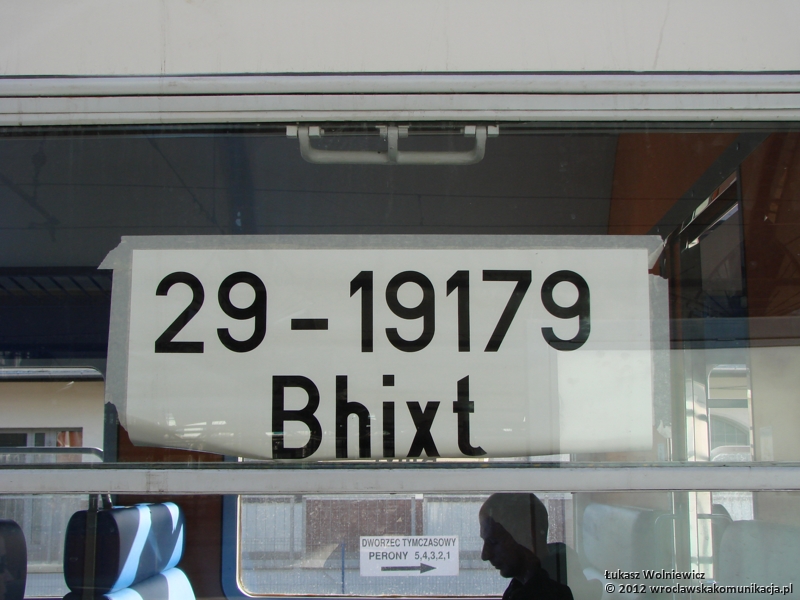 29-19179
Bhixt
DWORZEC TYMCZASOWY
PERONY 5,4,3,2,1
Łukasz Wolniewicz
© 2012 wroclawskakomunikacja.pl